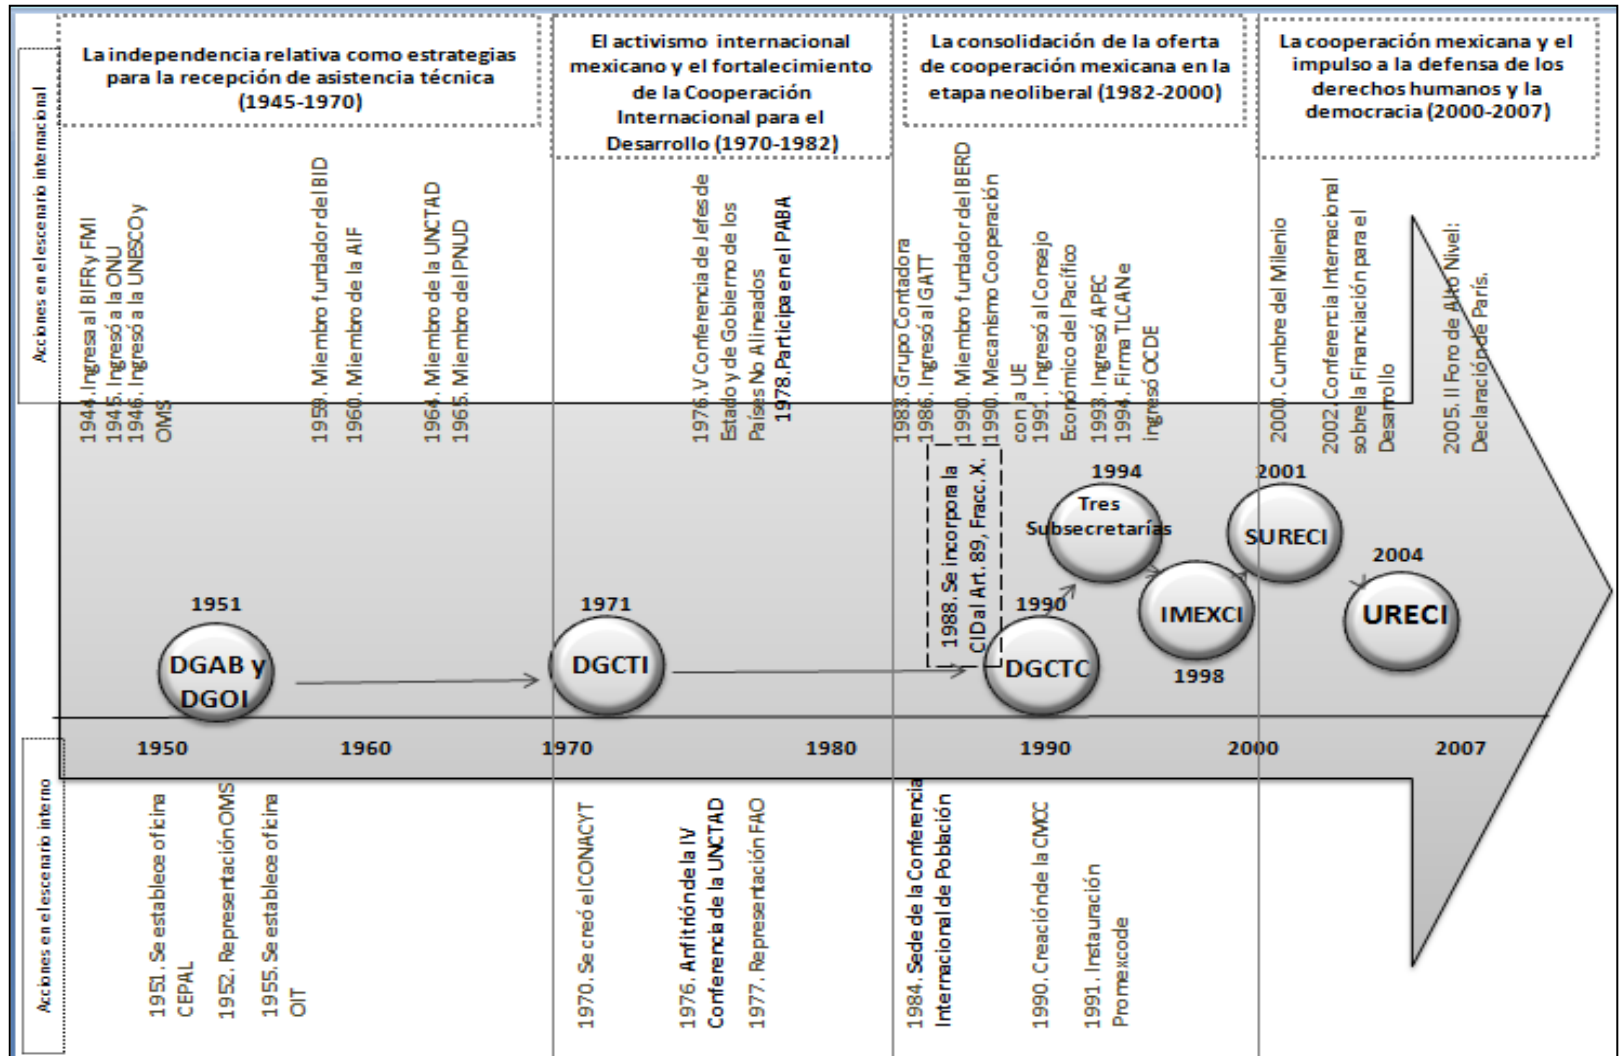 La independencia relativa como estrategias
para la recepción de asistencia técnica
(1945-1970)
El activismo internacional
mexicano y el fortalecimiento
de la Cooperación
Internacional para el
Desarrollo (1970-1982)
La consolidación de la oferta
de cooperación mexicana en la
etapa neoliberal (1982-2000)
La cooperación mexicana y el
impulso a la defensa de los
derechos humanos y la
democracia (2000-2007)
Acciones en el escenario internacional
1944. Ingresa al BIFR y FMI
1945. Ingresó a la ONU
1946. Ingresó a la UNESCO y
OMS
1959. Miembro fundador del BID
1960. Miembro de la AIF
1964. Miembro de la UNCTAD
1965. Miembro del PNUD
1976. V Conferencia de Jefes de
Estado y de Gobierno de los
Países No Alineados
1978. Participa en el PABA
1983. Grupo Contadora
1986. Ingresó al GATT
1990. Miembro fundador del BERD
1990. Mecanismo Cooperación
con la UE
1991. Ingresó al Consejo
Económico del Pacífico
1993. Ingresó APEC
1994. Firma TLCAN e
ingresó OCDE
2000. Cumbre del Milenio
2002. Conferencia Internacional
sobre la Financiación para el
Desarrollo
2005. II Foro de Alto Nivel:
Declaración de París.
1988. Se incorpora la
CID al Art. 89, Fracc. X.
1951
DGAB y
DGOI
1971
DGCTI
1990
DGCTC
1994
Tres
Subsecretarías
IMEXCI
1998
2001
SURECI
2004
URECI
1950
1960
1970
1980
1990
2000
2007
Acciones en el escenario interno
1951. Se establece oficina
CEPAL
1952. Representación OMS
1955. Se establece oficina
OIT
1970. Se creó el CONACYT
1976. Anfitrión de la IV
Conferencia de la UNCTAD
1977. Representación FAO
1984. Sede de la Conferencia
Internacional de Población
1990. Creación de la CMCC
1991. Instauración
Promexcode